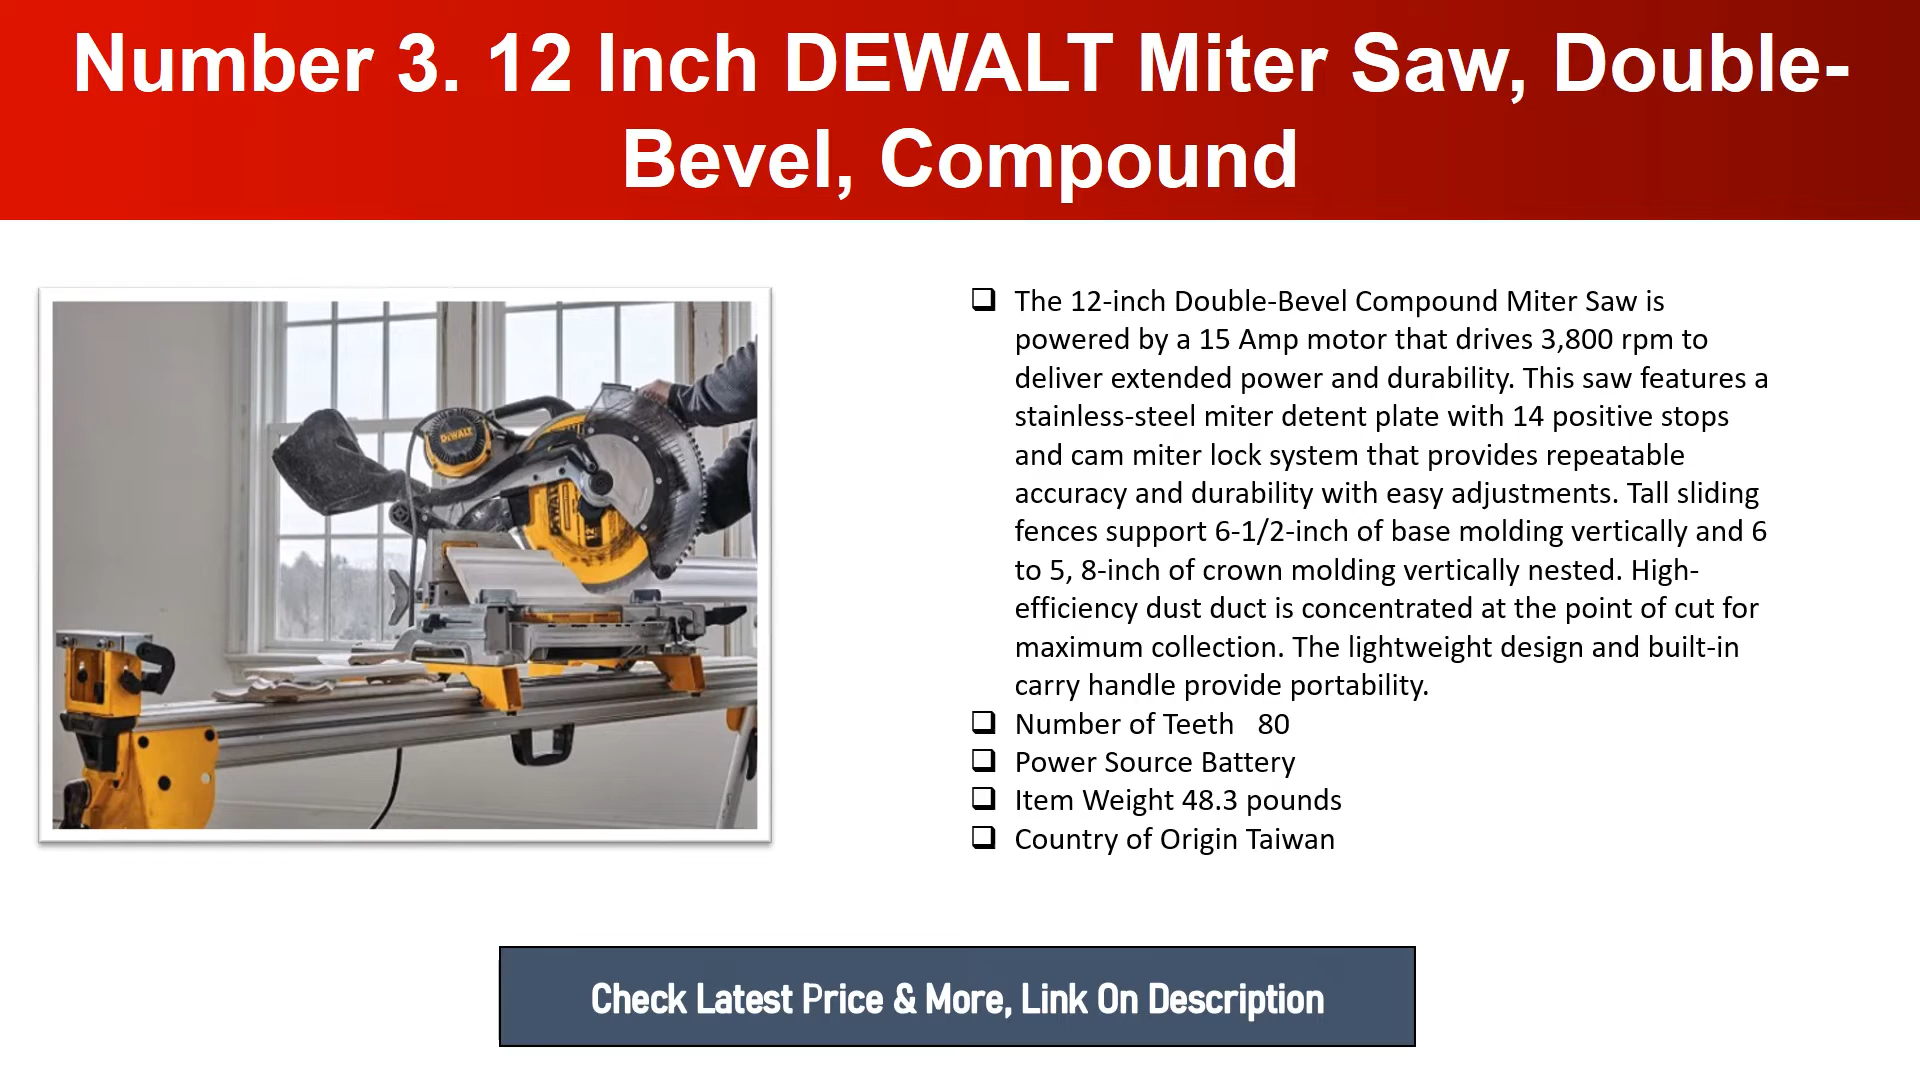 Number 3. 12 Inch DEWALT Miter Saw, Double-
Bevel, Compound
DEWALT
DEWALT
12"
The 12-inch Double-Bevel Compound Miter Saw is
powered by a 15 Amp motor that drives 3,800 rpm to
deliver extended power and durability. This saw features a
stainless-steel miter detent plate with 14 positive stops
and cam miter lock system that provides repeatable
accuracy and durability with easy adjustments. Tall sliding
fences support 6-1/2-inch of base molding vertically and 6
to 5, 8-inch of crown molding vertically nested. High-
efficiency dust duct is concentrated at the point of cut for
maximum collection. The lightweight design and built-in
carry handle provide portability.
Number of Teeth 80
Power Source Battery
Item Weight 48.3 pounds
Country of Origin Taiwan
Check Latest Price & More, Link On Description